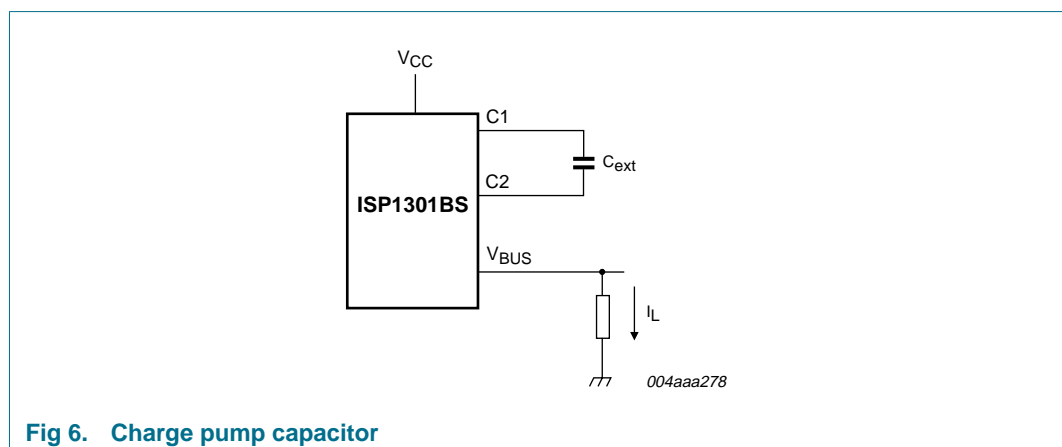 VCC
C1
Cext
C2
ISP1301BS
VBUS
IL
004aaa278
Fig 6. Charge pump capacitor